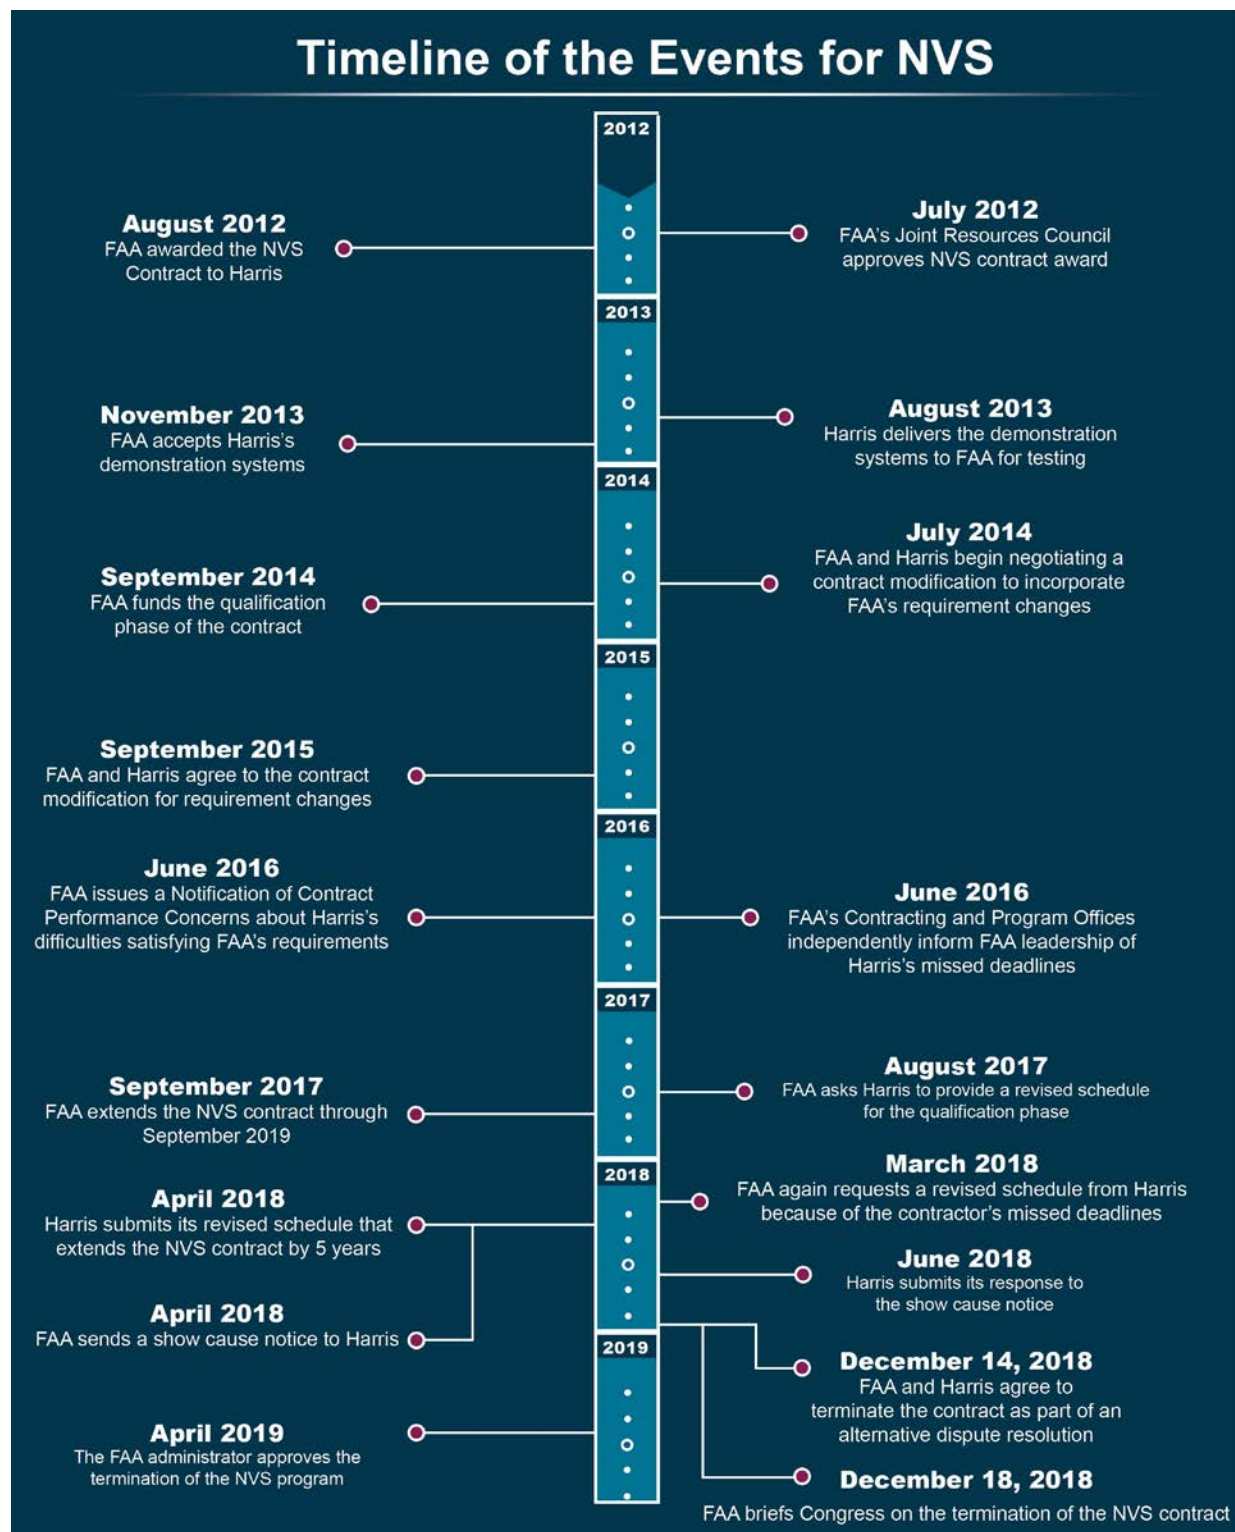 Timeline of the Events for NVS
2012
July 2012
FAA's Joint Resources Council
approves NVS contract award
August 2012
FAA awarded the NVS
Contract to Harris
2013
August 2013
Harris delivers the demonstration
systems to FAA for testing
November 2013
FAA accepts Harris's
demonstration systems
2014
July 2014
FAA and Harris begin negotiating a
contract modification to incorporate
FAA's requirement changes
September 2014
FAA funds the qualification
phase of the contract
2015
September 2015
FAA and Harris agree to the contract
modification for requirement changes
2016
June 2016
FAA issues a Notification of Contract
Performance Concerns about Harris's
difficulties satisfying FAA's requirements
June 2016
FAA's Contracting and Program Offices
independently inform FAA leadership of
Harris's missed deadlines
2017
August 2017
FAA asks Harris to provide a revised schedule
for the qualification phase
September 2017
FAA extends the NVS contract through
September 2019
2018
March 2018
FAA again requests a revised schedule from Harris
because of the contractor's missed deadlines
April 2018
Harris submits its revised schedule that
extends the NVS contract by 5 years
April 2018
FAA sends a show cause notice to Harris
June 2018
Harris submits its response to
the show cause notice
December 14, 2018
FAA and Harris agree to
terminate the contract as part of an
alternative dispute resolution
December 18, 2018
FAA briefs Congress on the termination of the NVS contract
2019
April 2019
The FAA administrator approves the
termination of the NVS program